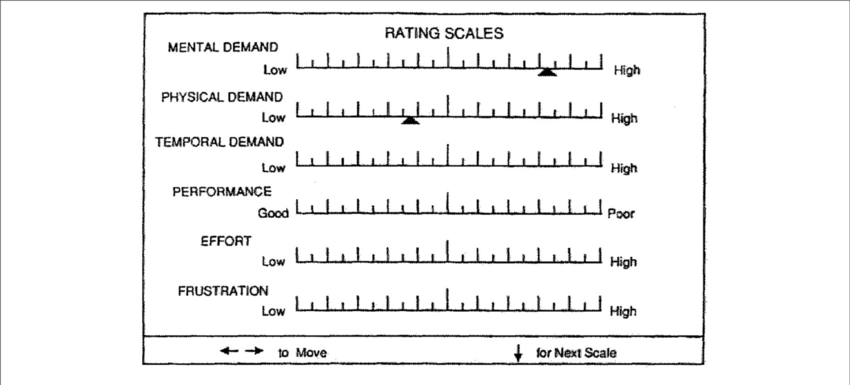 RATING SCALES
MENTAL DEMAND
Low High
PHYSICAL DEMAND
Low High
TEMPORAL DEMAND
Low High
PERFORMANCE
Good Poor
EFFORT
Low High
FRUSTRATION
Low High
to Move for Next Scale